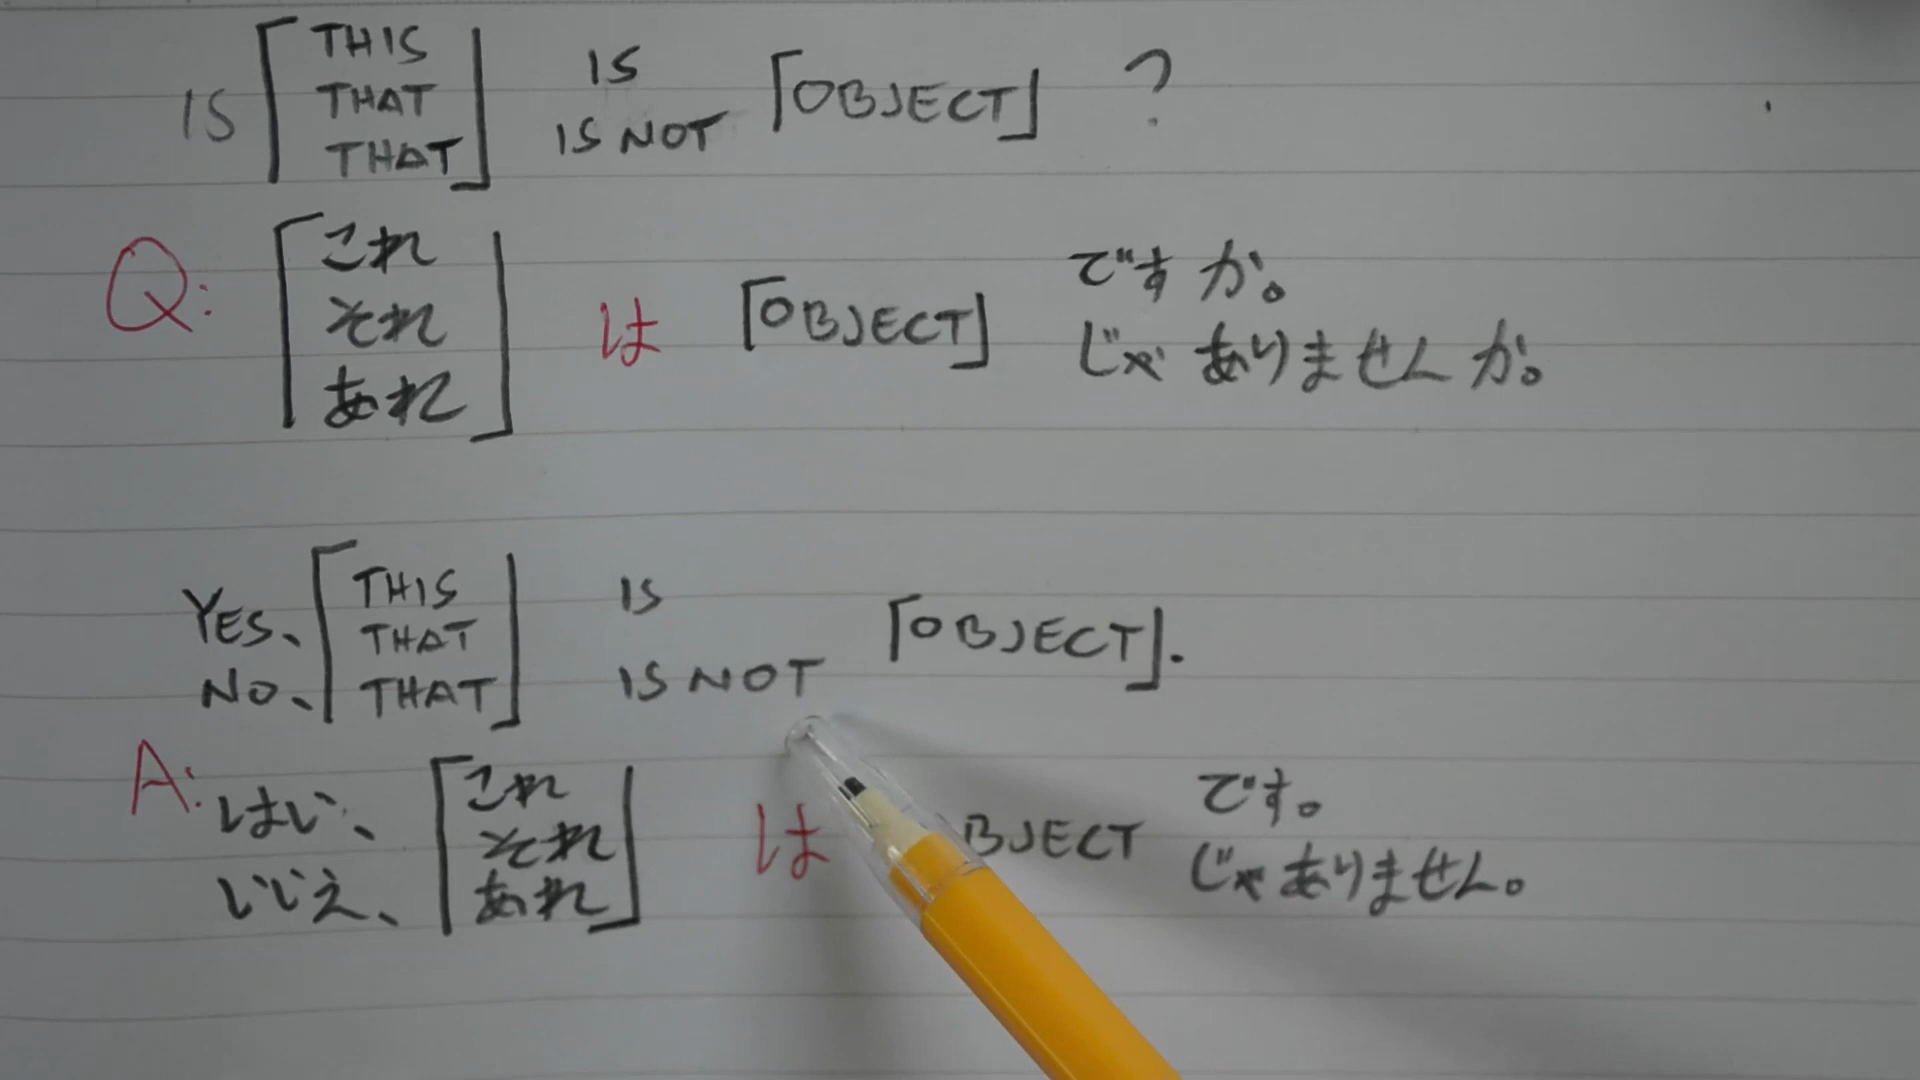 THIS
IS THAT IS 「OBJECT」 ?
THAT IS NOT
Q: これ
それ は 「OBJECT」 ですか。
あれ じゃありませんか。
YES、 THIS IS
THAT 「OBJECT」.
NO、 THAT IS NOT
A: はい、 これ です。
それ は BJECT
いいえ、 あれ じゃありません。